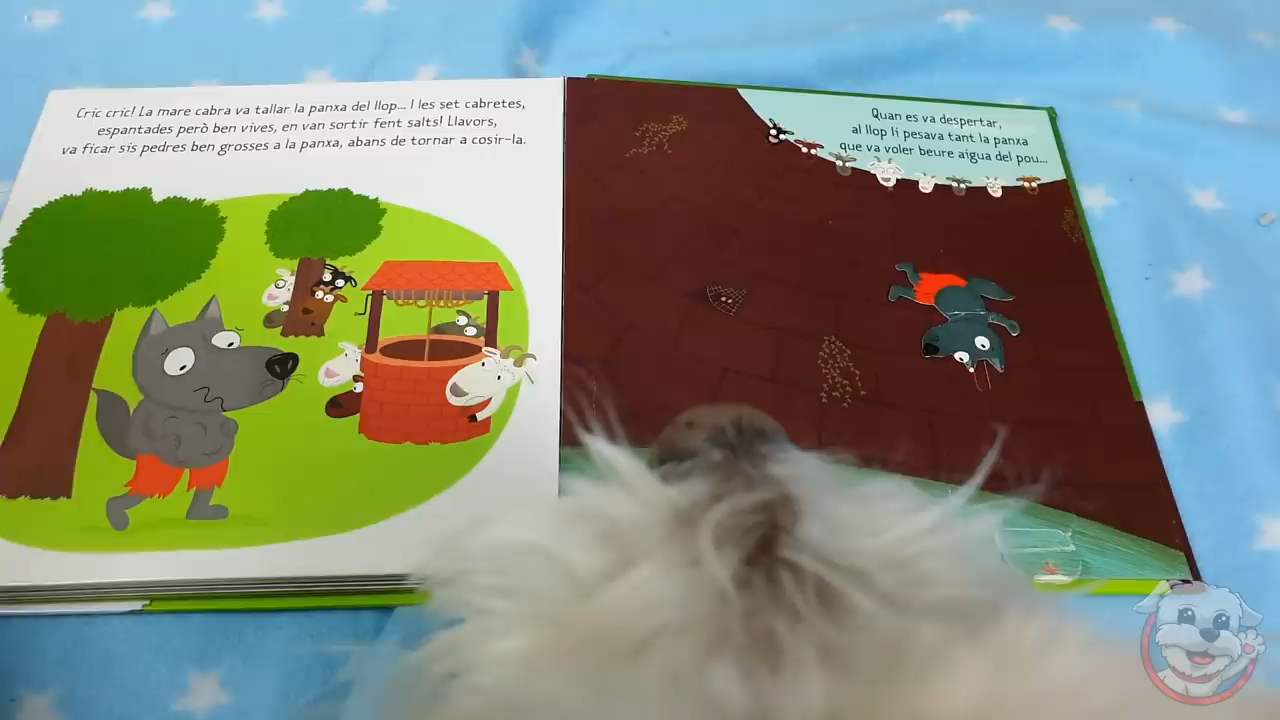 Cric cric! La mare cabra va tallar la panxa del llop... I les set cabretes,
espantades però ben vives, en van sortir fent salts! Llavors,
va ficar sis pedres ben grosses a la panxa, abans de tornar a cosir-la.
Quan es va despertar,
al llop li pesava tant la panxa
que va voler beure aigua del pou...